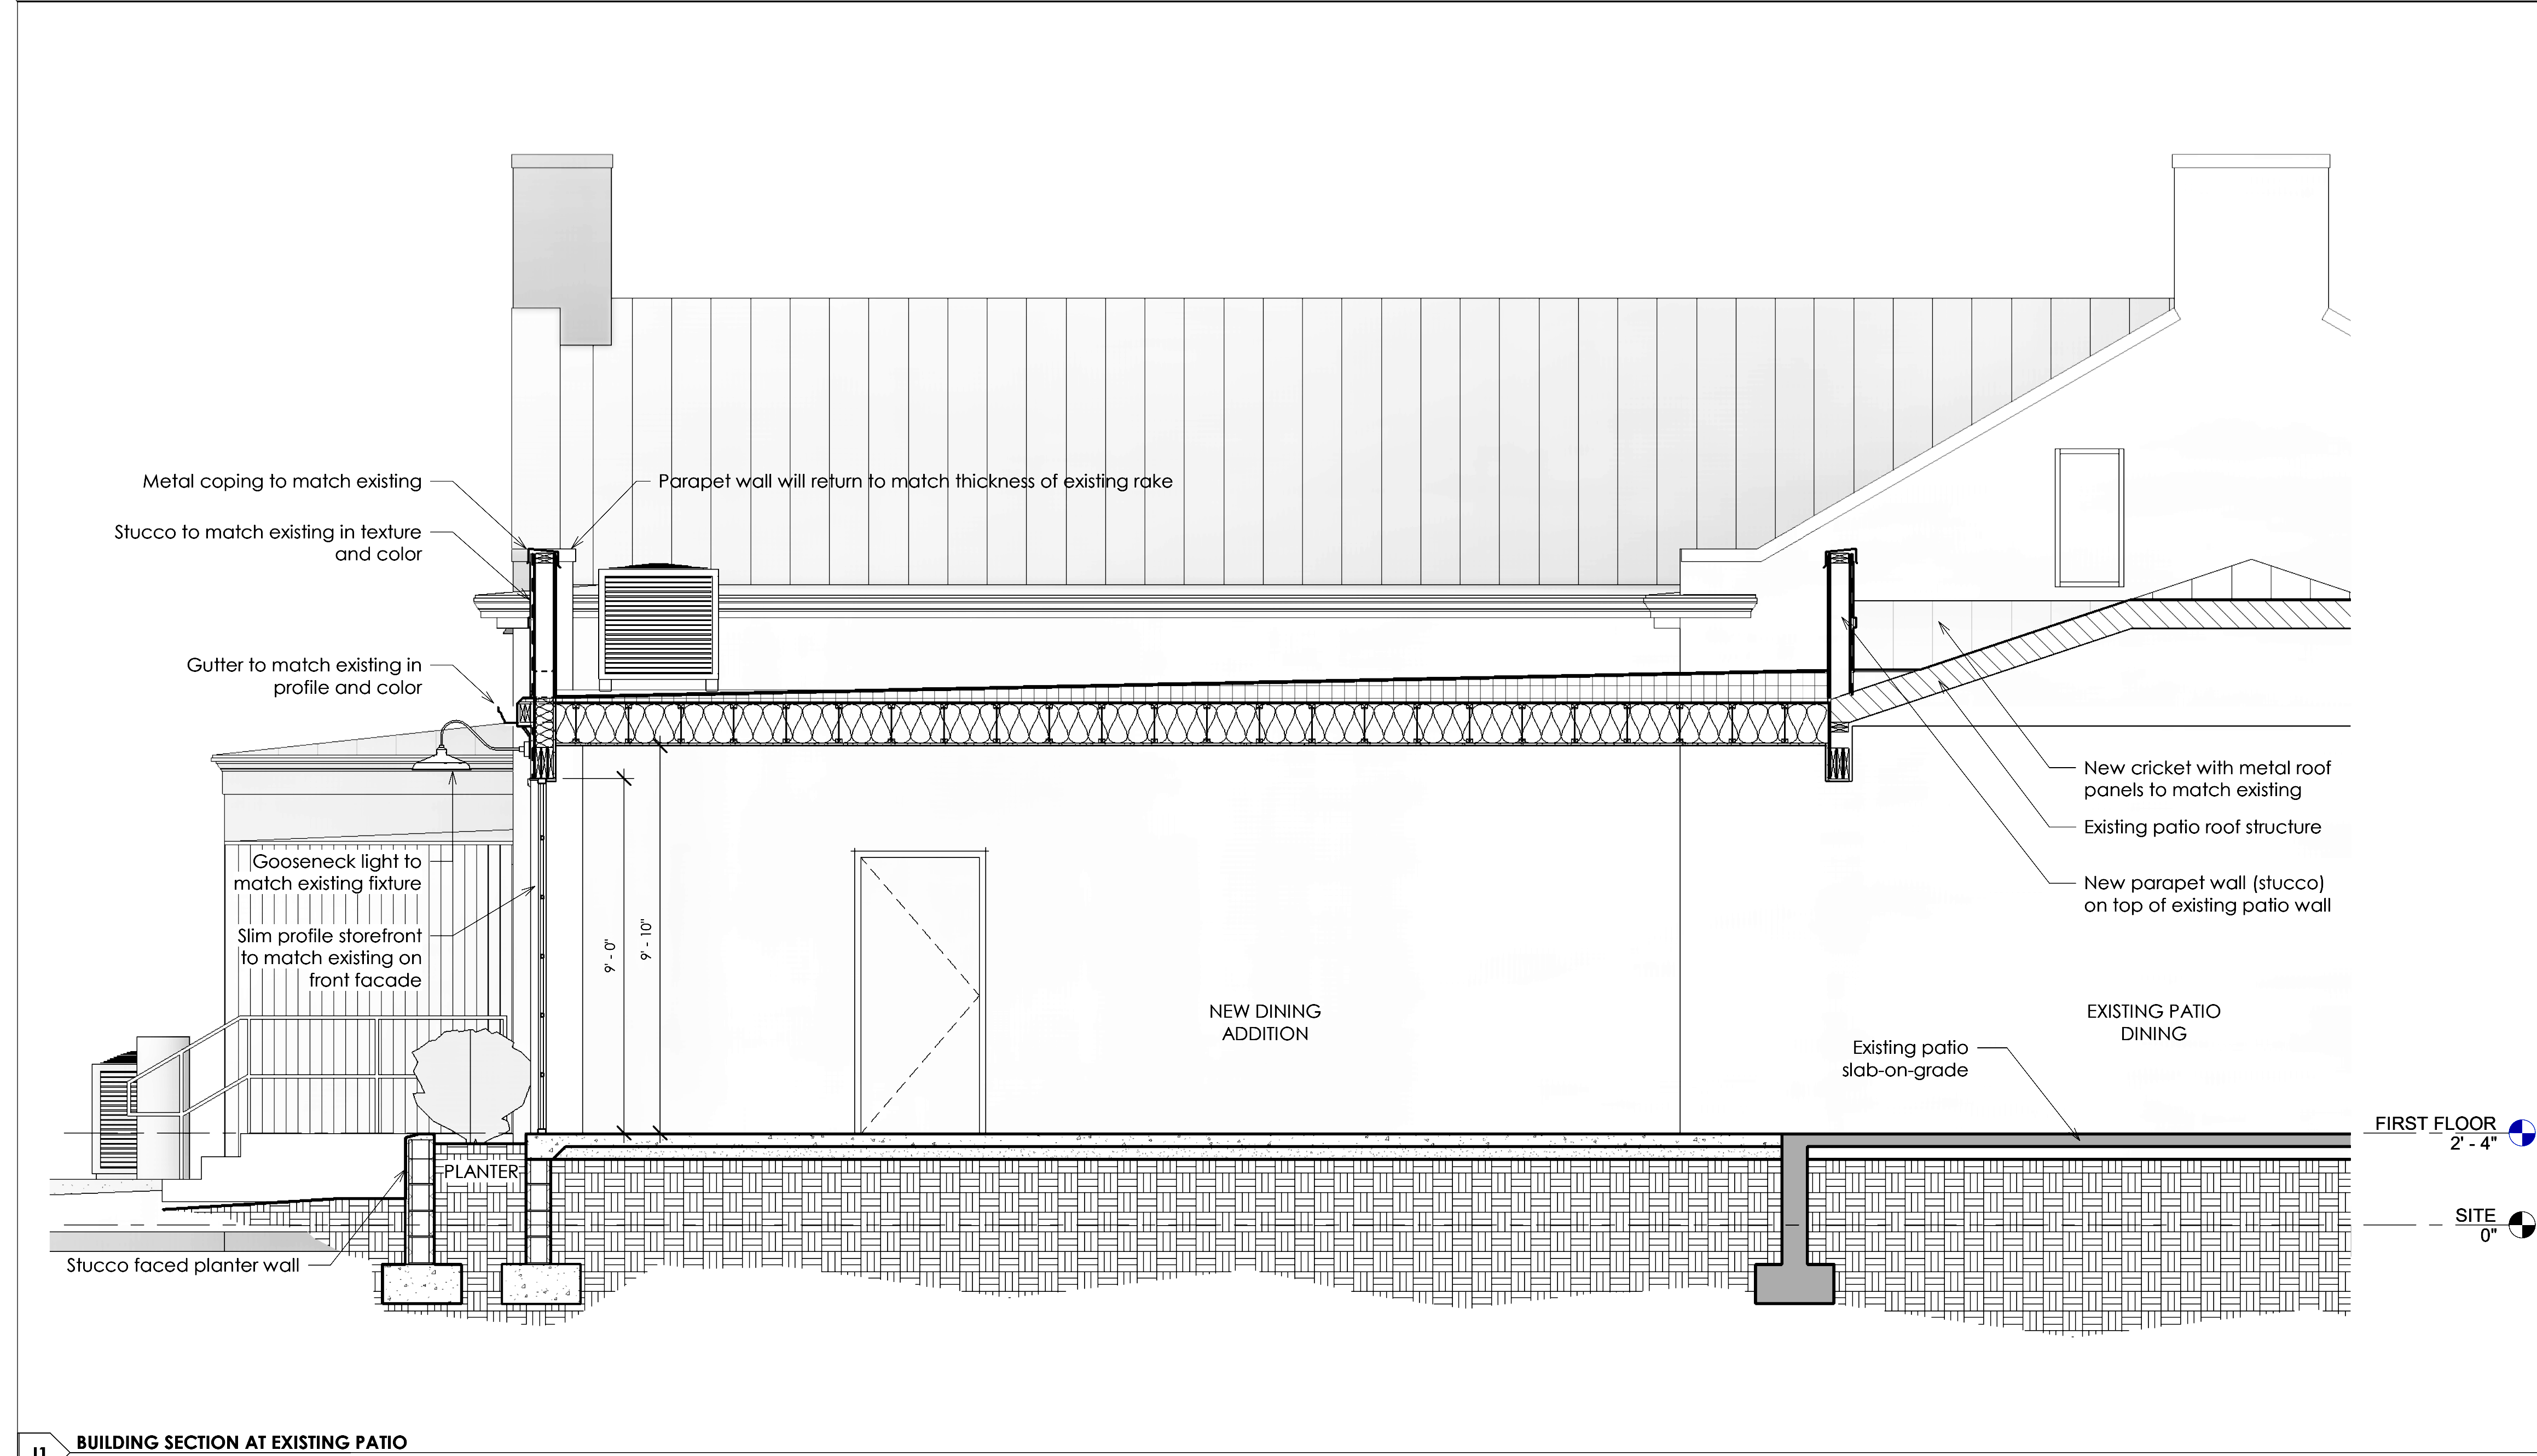 Metal coping to match existing
Parapet wall will return to match thickness of existing rake
Stucco to match existing in texture
and color
Gutter to match existing in
profile and color
New cricket with metal roof
panels to match existing
Existing patio roof structure
Gooseneck light to
match existing fixture
New parapet wall (stucco)
on top of existing patio wall
Slim profile storefront
to match existing on
front facade
9' - 0"
9' - 10"
NEW DINING
ADDITION
EXISTING PATIO
DINING
Existing patio
slab-on-grade
FIRST FLOOR
2' - 4"
PLANTER
SITE
0"
Stucco faced planter wall
BUILDING SECTION AT EXISTING PATIO